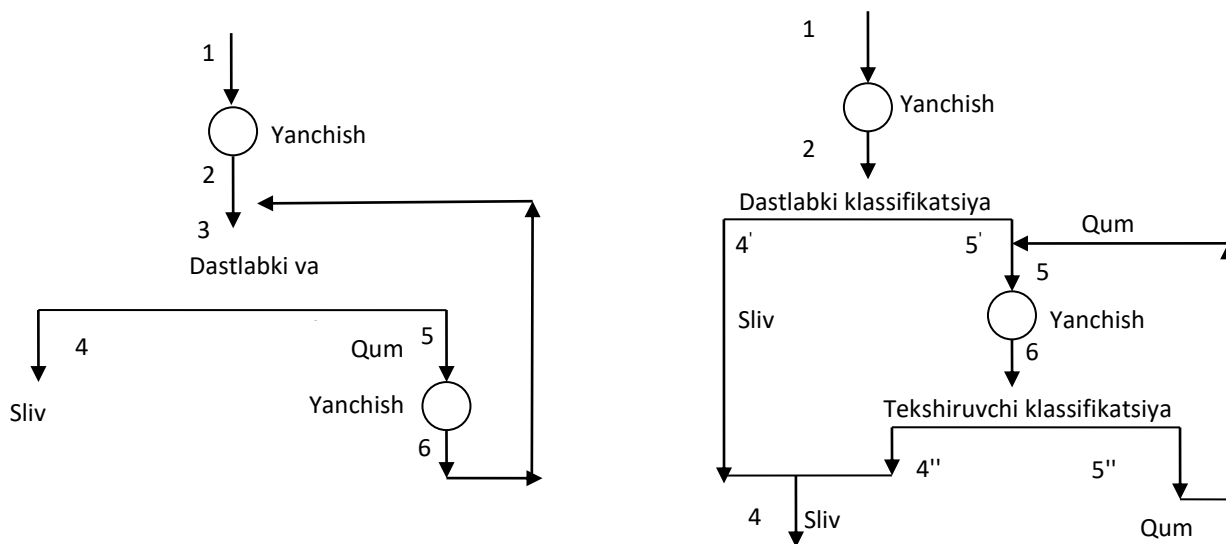 1
Yanchish
2
3
Dastlabki va
4
Qum
5
Sliv
Yanchish
6
1
Yanchish
2
Dastlabki klassifikatsiya
4'
5'
Qum
5
Sliv
Yanchish
6
Tekshiruvchi klassifikatsiya
4''
5''
4
Sliv
Qum